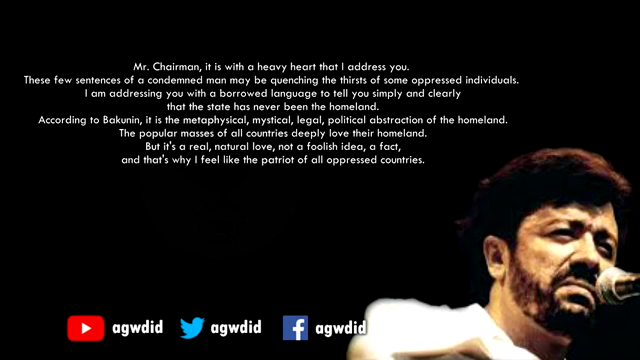 Mr. Chairman, it is with a heavy heart that I address you.
These few sentences of a condemned man may be quenching the thirsts of some oppressed individuals.
I am addressing you with a borrowed language to tell you simply and clearly
that the state has never been the homeland.
According to Bakunin, it is the metaphysical, mystical, legal, political abstraction of the homeland.
The popular masses of all countries deeply love their homeland.
But it's a real, natural love, not a foolish idea, a fact,
and that's why I feel like the patriot of all oppressed countries.
agwdid agwdid agwdid